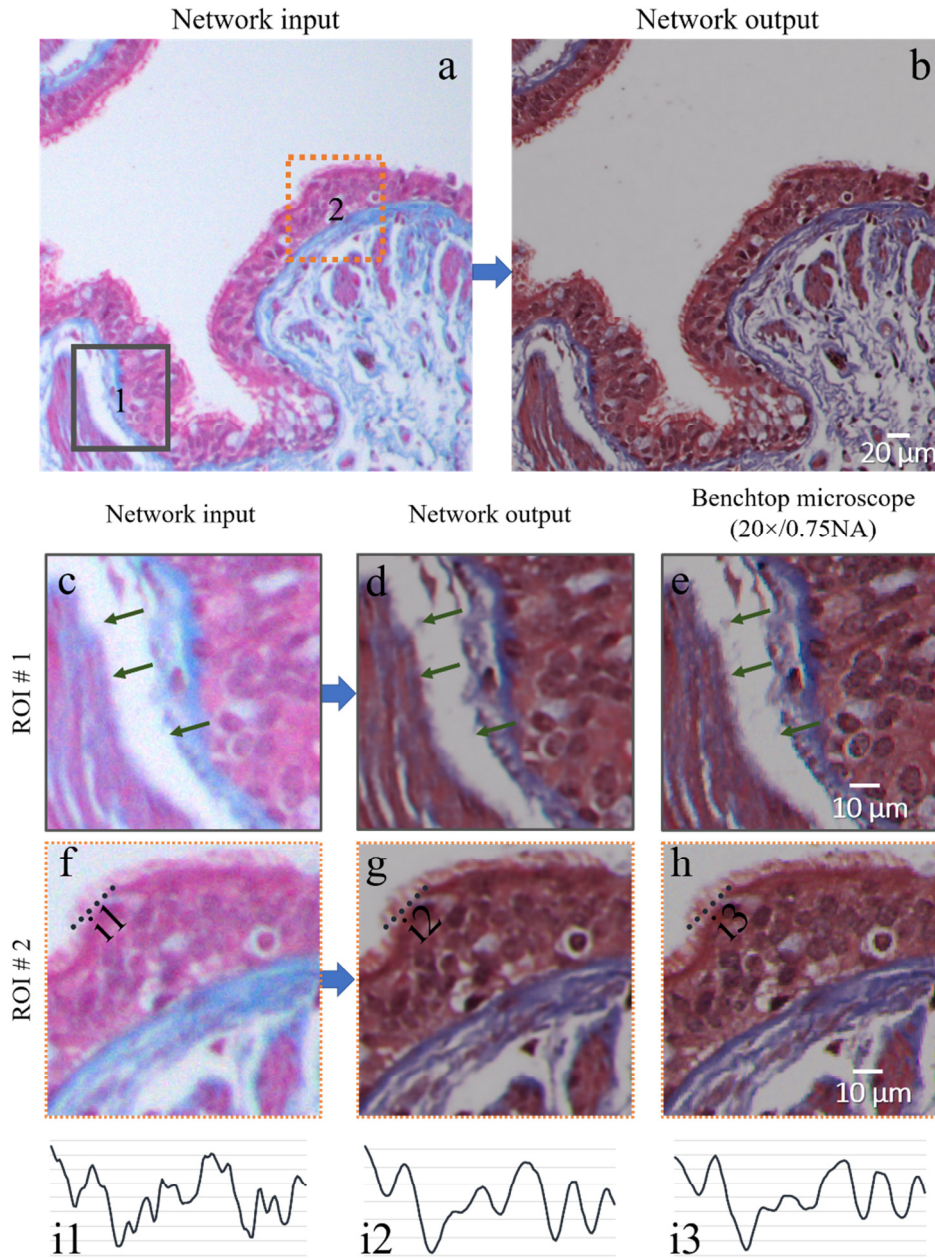 Network input
Network output
a
b
2
1
20 μm
Network input
Network output
Benchtop microscope
(20×/0.75NA)
ROI # 1
c
d
e
10 μm
ROI # 2
f
g
h
i1
i2
i3
10 μm
i1
i2
i3